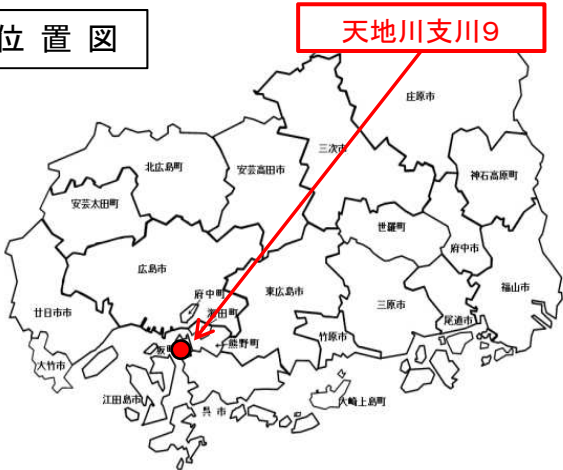 位置図
天地川支川9
庄原市
三次市
北広島町
安芸高田市
神石高原町
安芸太田町
世羅町
府中市
広島市
府中町
海田町
東広島市
三原市
福山市
廿日市市
尾道市
竹原市
熊野町
大竹市
江田島市
呉市
大崎上島町